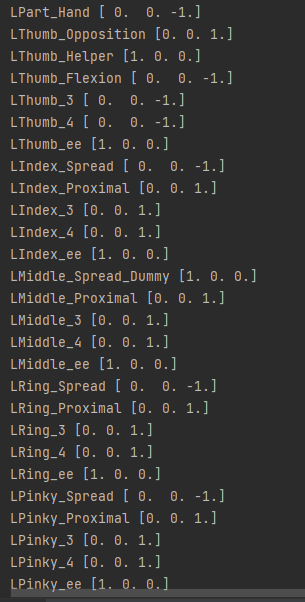 LPart_Hand [ 0.  0. -1.]
LThumb_Opposition [0. 0. 1.]
LThumb_Helper [1. 0. 0.]
LThumb_Flexion [ 0.  0. -1.]
LThumb_3 [ 0.  0. -1.]
LThumb_4 [ 0.  0. -1.]
LThumb_ee [1. 0. 0.]
LIndex_Spread [ 0.  0. -1.]
LIndex_Proximal [0. 0. 1.]
LIndex_3 [0. 0. 1.]
LIndex_4 [0. 0. 1.]
LIndex_ee [1. 0. 0.]
LMiddle_Spread_Dummy [1. 0. 0.]
LMiddle_Proximal [0. 0. 1.]
LMiddle_3 [0. 0. 1.]
LMiddle_4 [0. 0. 1.]
LMiddle_ee [1. 0. 0.]
LRing_Spread [ 0.  0. -1.]
LRing_Proximal [0. 0. 1.]
LRing_3 [0. 0. 1.]
LRing_4 [0. 0. 1.]
LRing_ee [1. 0. 0.]
LPinky_Spread [ 0.  0. -1.]
LPinky_Proximal [0. 0. 1.]
LPinky_3 [0. 0. 1.]
LPinky_4 [0. 0. 1.]
LPinky_ee [1. 0. 0.]